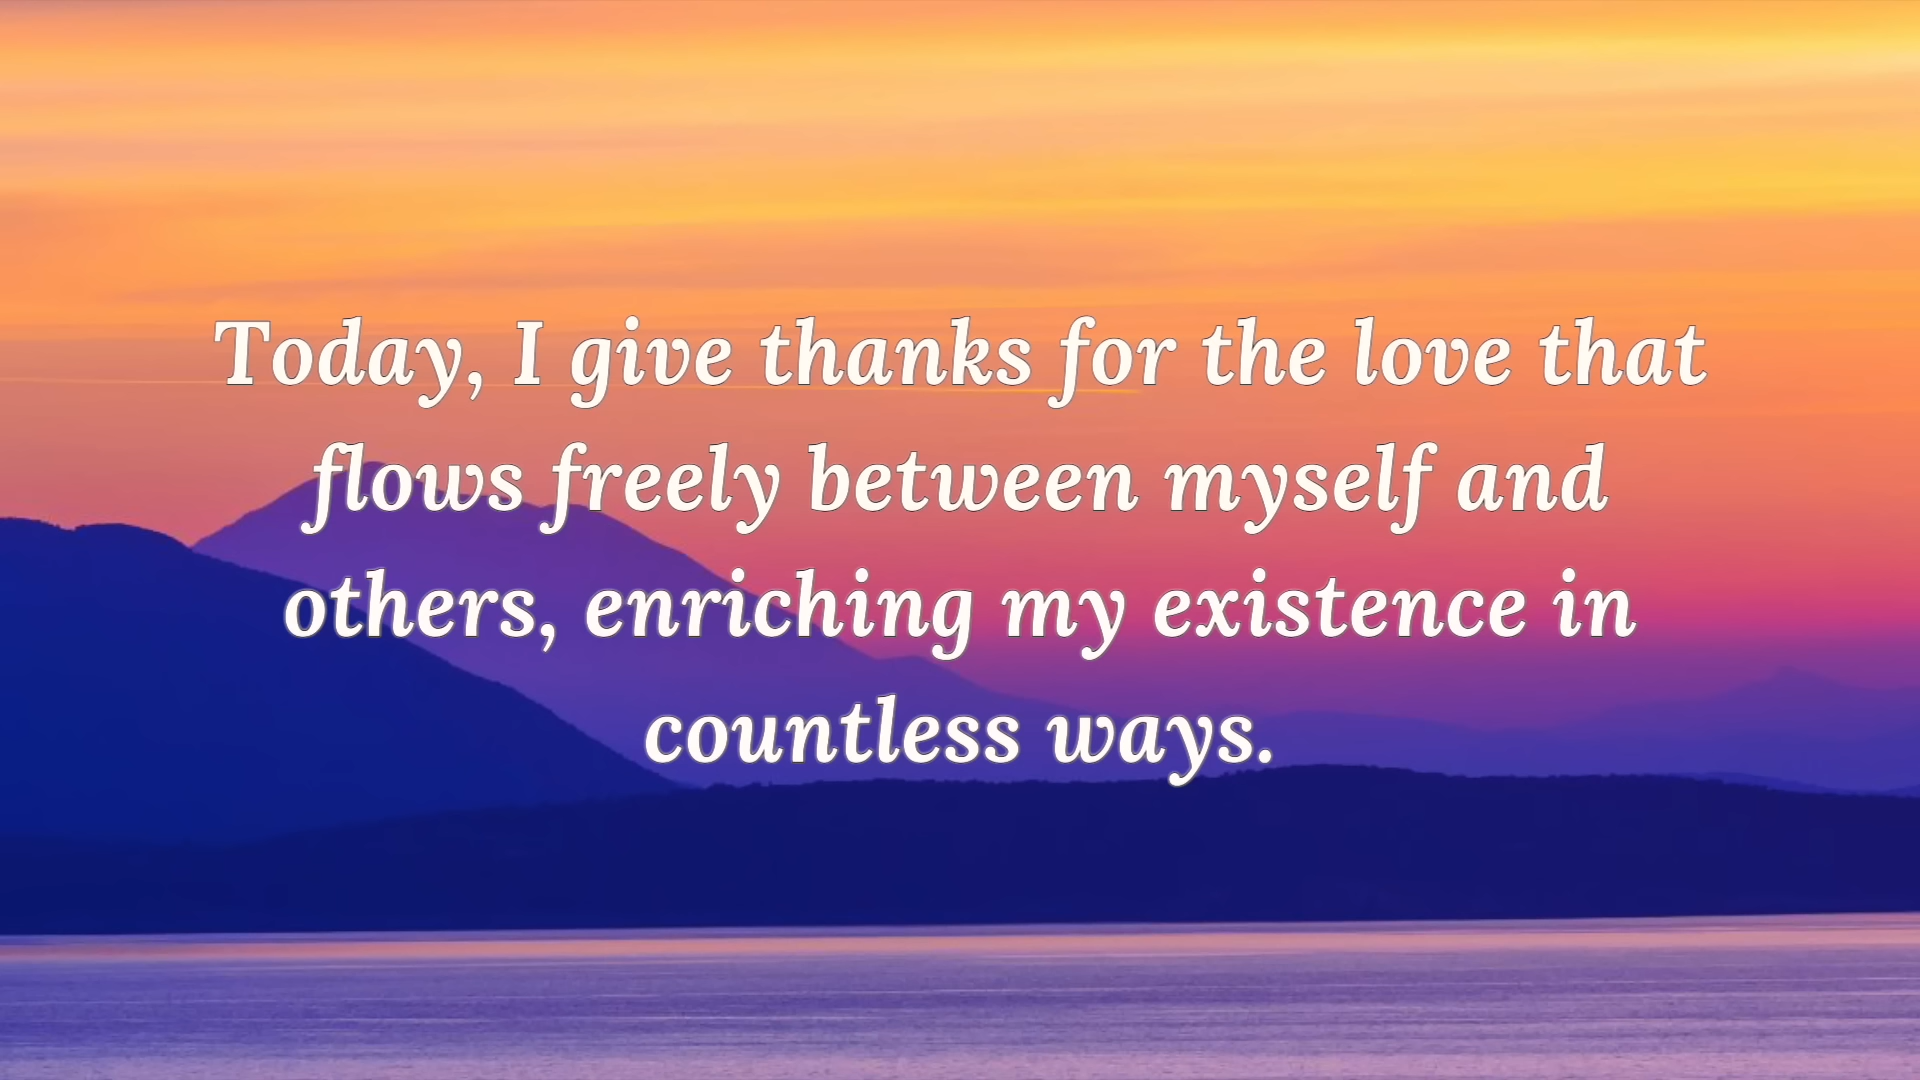 Today, I give thanks for the love that
flows freely between myself and
others, enriching my existence in
countless ways.